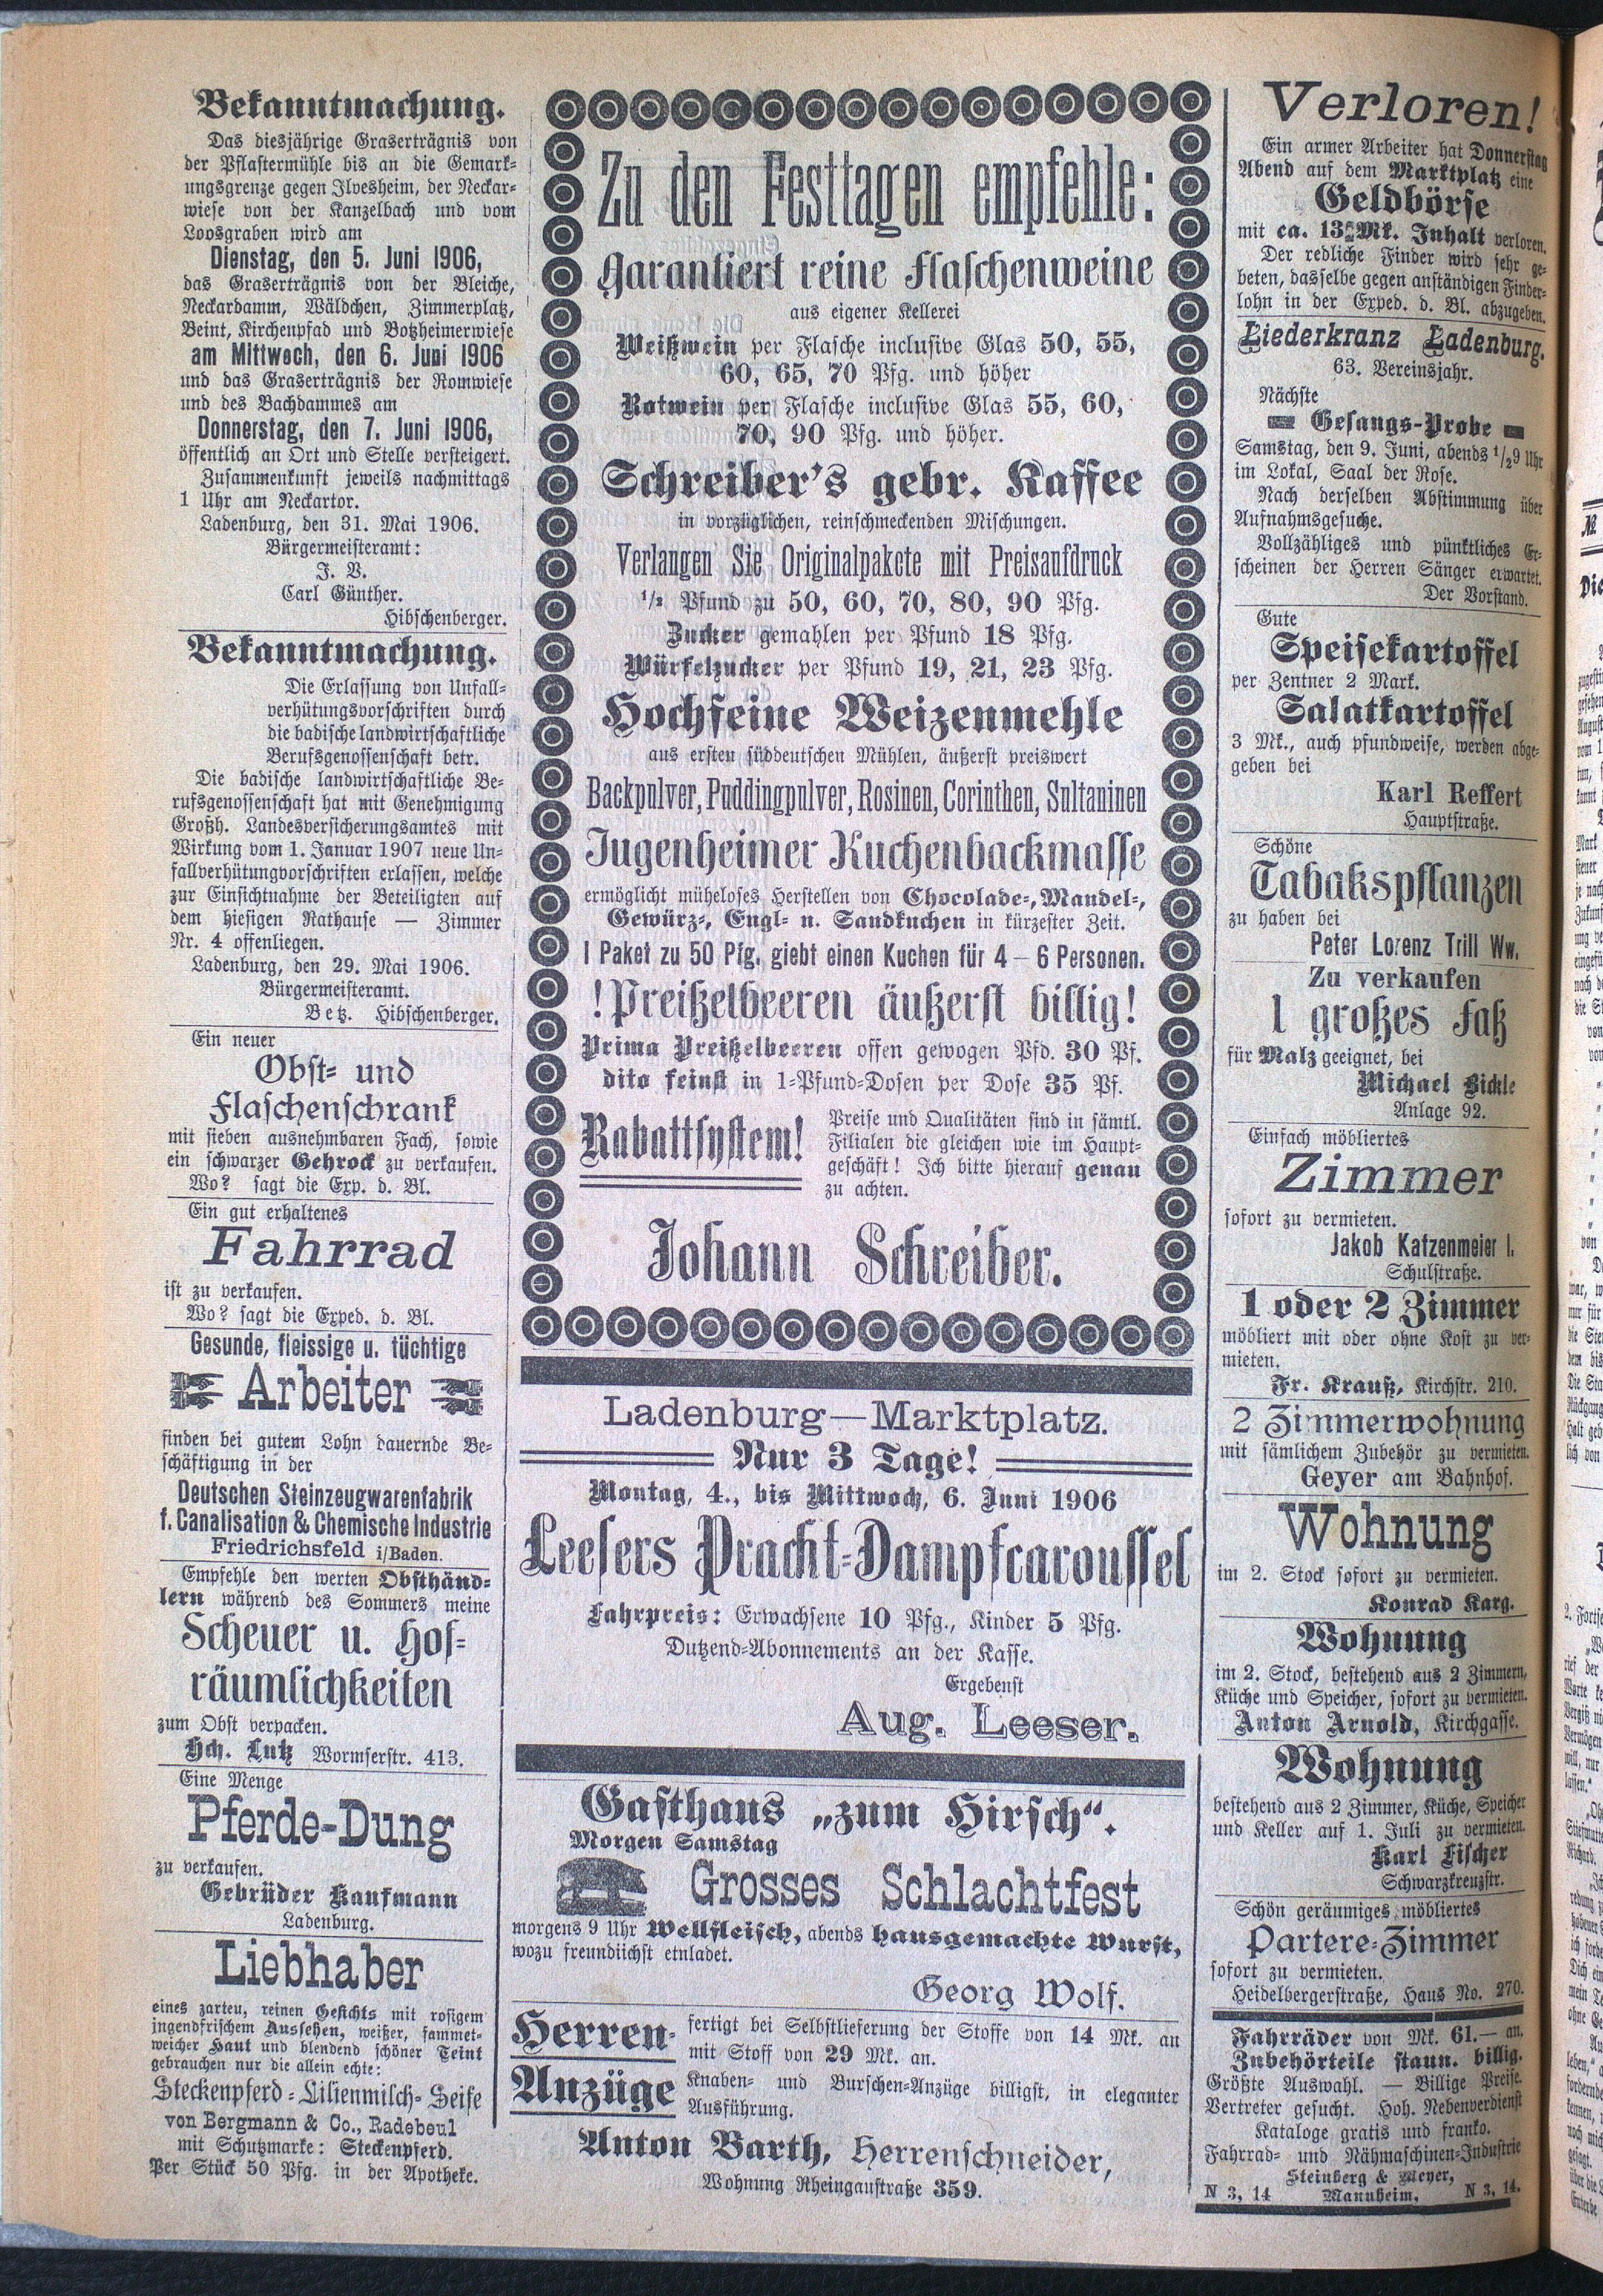 Bekanntmachung.
Das diesjährige Graserträgnis von
der Pflastermühle bis an die Gemark-
ungsgrenze gegen Ilvesheim, der Neckar-
wiese von der Kanzelbach und vom
Loosgraben wird am
Dienstag, den 5. Juni 1906,
das Graserträgnis von der Bleiche,
Neckardamm, Wäldchen, Zimmerplatz,
Beint, Kirchenpfad und Botzheimerwiese
am Mittwoch, den 6. Juni 1906
und das Graserträgnis der Romwiese
und des Bachdammes am
Donnerstag, den 7. Juni 1906,
öffentlich an Ort und Stelle versteigert.
Zusammenkunft jeweils nachmittags
1 Uhr am Neckartor.
Ladenburg, den 31. Mai 1906.
Bürgermeisteramt:
J. V.
Carl Günther.
Hibschenberger.
Bekanntmachung.
Die Erlassung von Unfall-
verhütungsvorschriften durch
die badische landwirtschaftliche
Berufsgenossenschaft betr.
Die badische landwirtschaftliche Be-
rufsgenossenschaft hat mit Genehmigung
Großh. Landesversicherungsamtes mit
Wirkung vom 1. Januar 1907 neue Un-
fallverhütungvorschriften erlassen, welche
zur Einsichtnahme der Beteiligten auf
dem hiesigen Rathause — Zimmer
Nr. 4 offenliegen.
Ladenburg, den 29. Mai 1906.
Bürgermeisteramt.
Betz. Hibschenberger.
Ein neuer
Obst- und
Flaschenschrank
mit sieben ausnehmbaren Fach, sowie
ein schwarzer Gehrock zu verkaufen.
Wo? sagt die Exp. d. Bl.
Ein gut erhaltenes
Fahrrad
ist zu verkaufen.
Wo? sagt die Exped. d. Bl.
Gesunde, fleissige u. tüchtige
Arbeiter
finden bei gutem Lohn dauernde Be-
schäftigung in der
Deutschen Steinzeugwarenfabrik
f. Canalisation & Chemische Industrie
Friedrichsfeld i/Baden.
Empfehle den werten Obsthänd-
lern während des Sommers meine
Scheuer u. Hof-
räumlichkeiten
zum Obst verpacken.
Hch. Lutz Wormserstr. 413.
Eine Menge
Pferde-Dung
zu verkaufen.
Gebrüder Kaufmann
Ladenburg.
Liebhaber
eines zarten, reinen Gesichts mit rosigem
jugendfrischem Aussehen, weißer, sammet-
weicher Haut und blendend schöner Teint
gebrauchen nur die allein echte:
Steckenpferd-Lilienmilch-Seife
von Bergmann & Co., Radebeul
mit Schutzmarke: Steckenpferd.
Per Stück 50 Pfg. in der Apotheke.
Zu den Festtagen empfehle:
garantiert reine Flaschenweine
aus eigener Kellerei
Weißwein per Flasche inclusive Glas 50, 55,
60, 65, 70 Pfg. und höher
Rotwein per Flasche inclusive Glas 55, 60,
70, 90 Pfg. und höher.
Schreiber's gebr. Kaffee
in vorzüglichen, reinschmeckenden Mischungen.
Verlangen Sie Originalpakete mit Preisaufdruck
1/2 Pfund zu 50, 60, 70, 80, 90 Pfg.
Zucker gemahlen per Pfund 18 Pfg.
Würfelzucker per Pfund 19, 21, 23 Pfg.
Hochfeine Weizenmehle
aus ersten süddeutschen Mühlen, äußerst preiswert
Backpulver, Puddingpulver, Rosinen, Corinthen, Sultaninen
Jugenheimer Kuchenbackmasse
ermöglicht müheloses Herstellen von Chocolade-, Mandel-,
Gewürz-, Engl- n. Sandkuchen in kürzester Zeit.
1 Paket zu 50 Pfg. giebt einen Kuchen für 4 – 6 Personen.
!Preißelbeeren äußerst billig!
Prima Preißelbeeren offen gewogen Pfd. 30 Pf.
dito feinst in 1-Pfund-Dosen per Dose 35 Pf.
Rabattsystem!
Preise und Qualitäten sind in sämtl.
Filialen die gleichen wie im Haupt-
geschäft! Ich bitte hierauf genau
zu achten.
Johann Schreiber.
Ladenburg—Marktplatz.
Nur 3 Tage!
Montag, 4., bis Mittwoch, 6. Juni 1906
Leesers Pracht-Dampfcaroussel
Fahrpreis: Erwachsene 10 Pfg., Kinder 5 Pfg.
Dutzend-Abonnements an der Kasse.
Ergebenst
Aug. Leeser.
Gasthaus „zum Hirsch“.
Morgen Samstag
Grosses Schlachtfest
morgens 9 Uhr Wellfleisch, abends hausgemachte Wurst,
wozu freundiichst etnladet.
Georg Wolf.
Herren-
Anzüge
fertigt bei Selbstlieferung der Stoffe von 14 Mk. an
mit Stoff von 29 Mk. an.
Knaben- und Burschen-Anzüge billigst, in eleganter
Ausführung.
Anton Barth, Herrenschneider,
Wohnung Rheingaustraße 359.
Verloren!
Ein armer Arbeiter hat Donnerstag
Abend auf dem Marktplatz eine
Geldbörse
mit ca. 13 Mk. Inhalt verloren.
Der redliche Finder wird sehr ge-
beten, dasselbe gegen anständigen Finder-
lohn in der Exped. d. Bl. abzugeben.
Liederkranz Ladenburg.
63. Vereinsjahr.
Nächste
Gesangs-Probe
Samstag, den 9. Juni, abends 1/2 9 Uhr
im Lokal, Saal der Rose.
Nach derselben Abstimmung über
Aufnahmsgesuche.
Vollzähliges und pünktliches Er-
scheinen der Herren Sänger erwartet.
Der Vorstand.
Gute
Speisekartoffel
per Zentner 2 Mark.
Salatkartoffel
3 Mk., auch pfundweise, werden abge-
geben bei
Karl Reffert
Hauptstraße.
Schöne
Tabakspflanzen
zu haben bei
Peter Lorenz Trill Ww.
Zu verkaufen
1 großes Faß
für Malz geeignet, bei
Michael Bickle
Anlage 92.
Einfach möbliertes
Zimmer
sofort zu vermieten.
Jakob Katzenmeier I.
Schulstraße.
1 oder 2 Zimmer
möbliert mit oder ohne Kost zu ver-
mieten.
Fr. Krauß, Kirchstr. 210.
2 Zimmerwohnung
mit sämlichem Zubehör zu vermieten.
Geyer am Bahnhof.
Wohnung
im 2. Stock sofort zu vermieten.
Konrad Karg.
Wohnung
im 2. Stock, bestehend aus 2 Zimmern,
Küche und Speicher, sofort zu vermieten.
Anton Arnold, Kirchgasse.
Wohnung
bestehend aus 2 Zimmer, Küche, Speicher
und Keller auf 1. Juli zu vermieten.
Karl Fischer
Schwarzkreuzstr.
Schön geräumiges möbliertes
Partere-Zimmer
sofort zu vermieten.
Heidelbergerstraße, Haus No. 270.
Fahrräder von Mk. 61.— an.
Zubehörteile staun. billig.
Größte Auswahl. — Billige Preise.
Vertreter gesucht. Hoh. Nebenverdienst
Kataloge gratis und franko.
Fahrrad- und Nähmaschinen-Industrie
Steinberg & Meyer,
N 3, 14 Mannheim, N 3, 14.